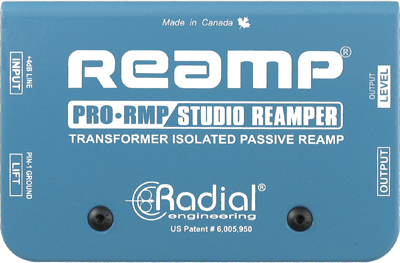 Made in Canada
REAMP®
PRO•RMP/STUDIO REAMPER
TRANSFORMER ISOLATED PASSIVE REAMP
+4dB LINE
INPUT
PIN-1 GROUND
LIFT
OUTPUT
LEVEL
OUTPUT
Radial®
engineering
US Patent # 6,005,950